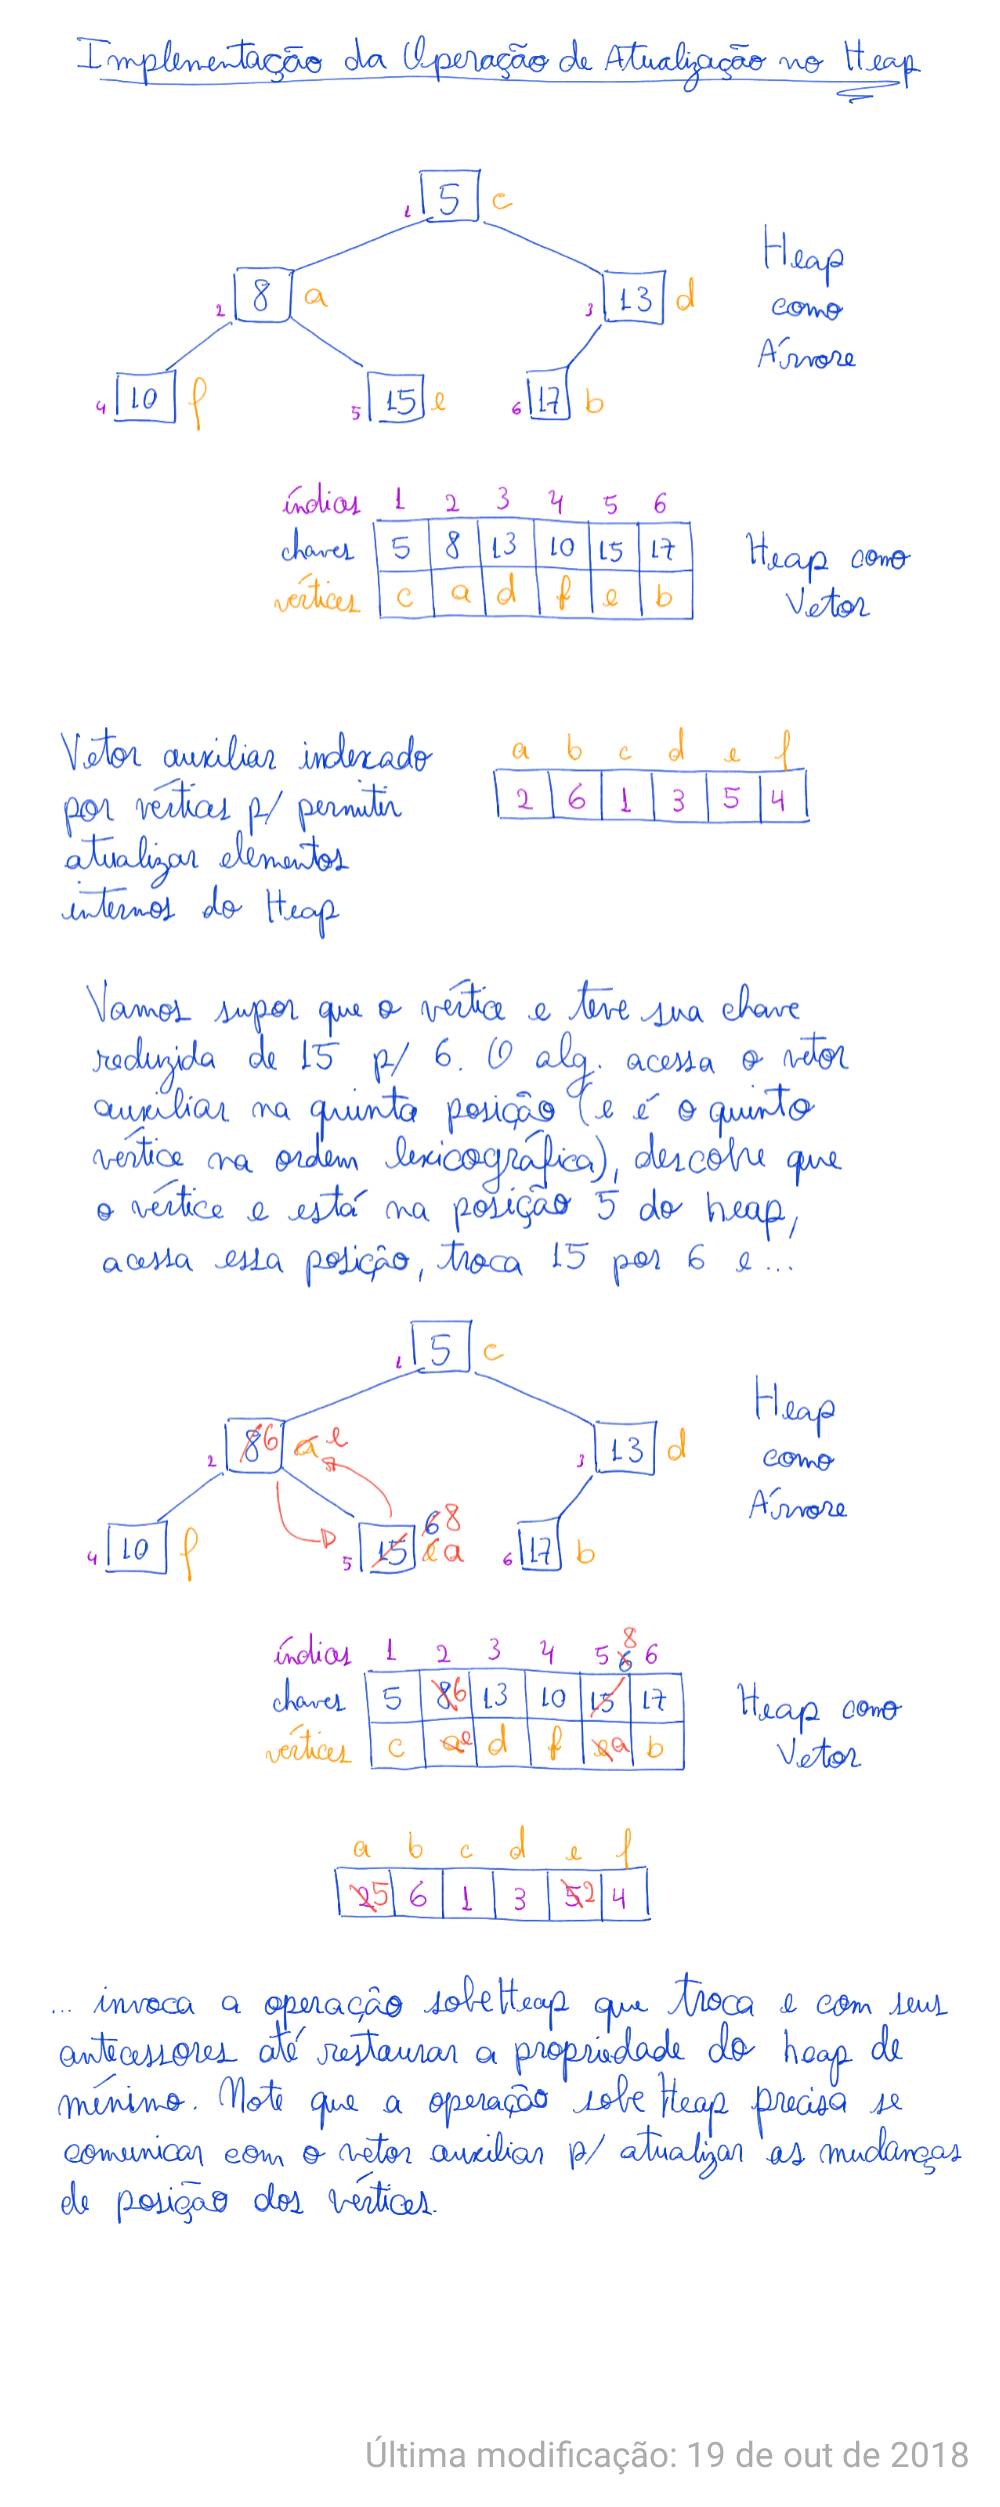 Implementação da Operação de Atualização no Heap
1 5 c
2 8 a
3 13 d
Heap
como
Árvore
4 10 f
5 15 e
6 17 b
índices 1 2 3 4 5 6
chaves 5 8 13 10 15 17
vértices c a d f e b
Heap como
Vetor
Vetor auxiliar indexado
por vértices p/ permitir
atualizar elementos
internos do Heap
a b c d e f
2 6 1 3 5 4
Vamos supor que o vértice e teve sua chave
reduzida de 15 p/ 6. O alg. acessa o vetor
auxiliar na quinta posição (e é o quinto
vértice na ordem lexicográfica), descobre que
o vértice e está na posição 5 do heap,
acessa essa posição, troca 15 por 6 e...
1 5 c
2 8 6 a e
3 13 d
Heap
como
Árvore
4 10 f
5 15 6 8 e a
6 17 b
8
índices 1 2 3 4 5 6 6
chaves 5 8 6 13 10 15 17
vértices c a e d f e a b
Heap como
Vetor
a b c d e f
2 5 6 1 3 5 2 4
... invoca a operação sobeHeap que troca e com seus
antecessores até restaurar a propriedade do heap de
mínimo. Note que a operação sobeHeap precisa se
comunicar com o vetor auxiliar p/ atualizar as mudanças
de posição dos vértices.
Última modificação: 19 de out de 2018